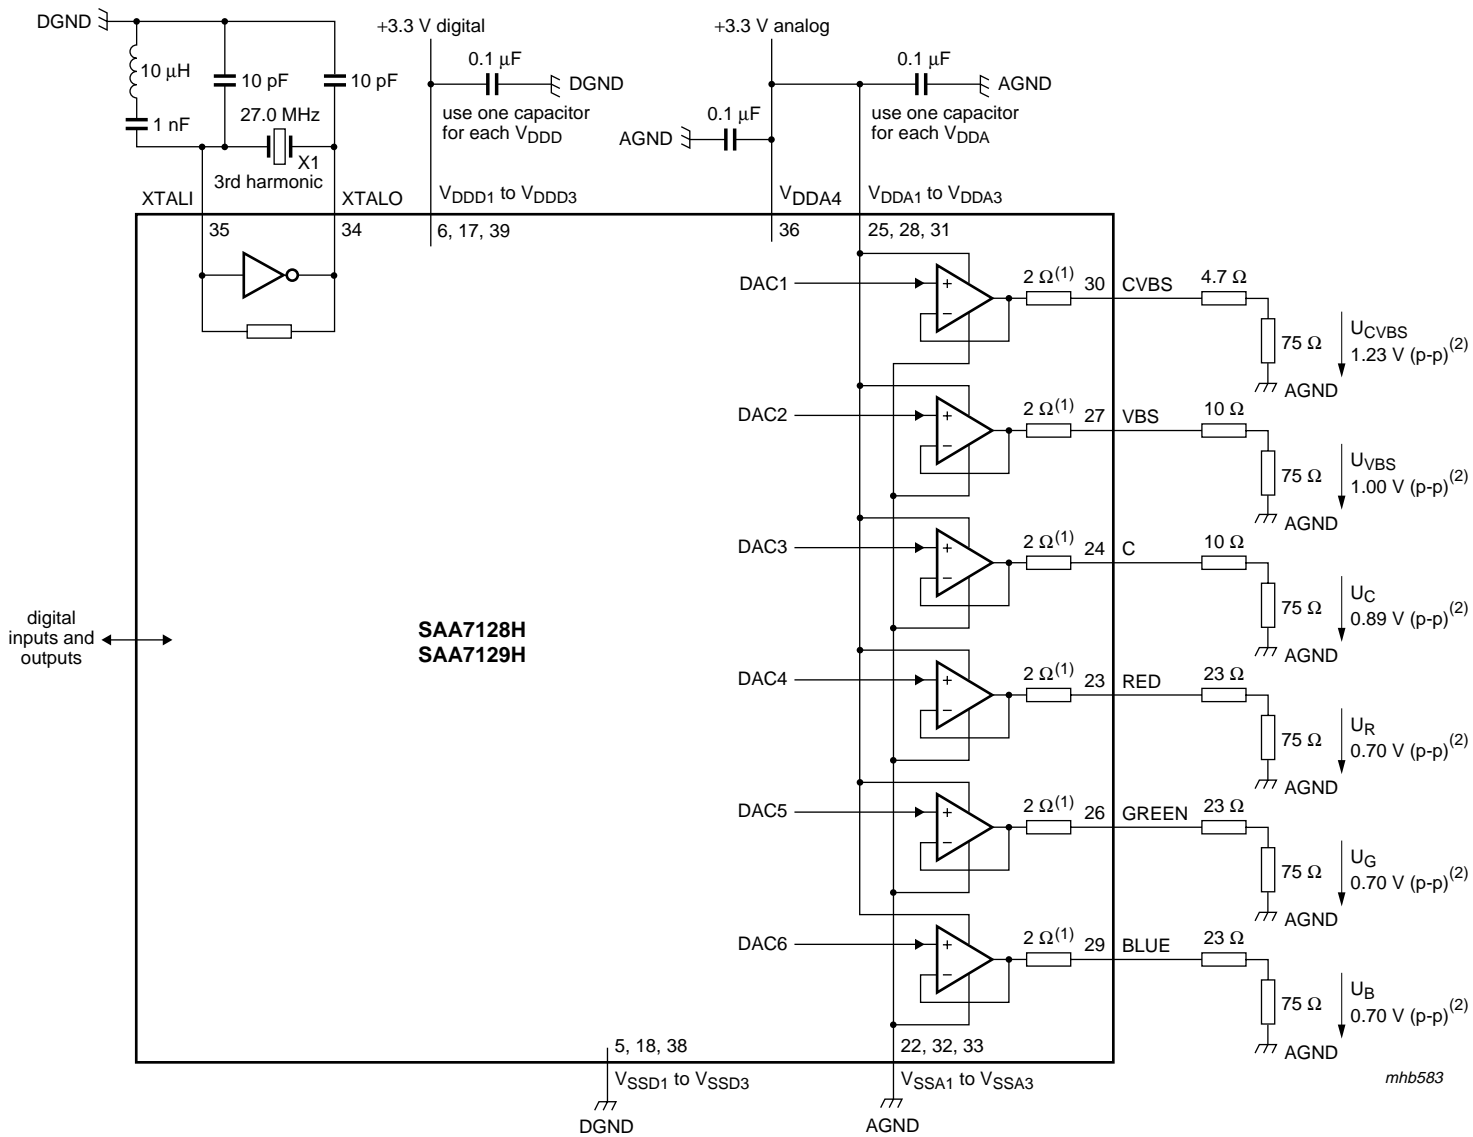 DGND
10 μH
1 nF
10 pF
10 pF
27.0 MHz
X1
3rd harmonic
XTALI
XTALO
35
34
+3.3 V digital
0.1 μF
DGND
use one capacitor
for each VDDD
VDDD1 to VDDD3
6, 17, 39
+3.3 V analog
0.1 μF
AGND
0.1 μF
AGND
use one capacitor
for each VDDA
VDDA4
VDDA1 to VDDA3
36
25, 28, 31
DAC1
+
−
2 Ω(1)
30
CVBS
4.7 Ω
75 Ω
UCVBS
1.23 V (p-p)(2)
AGND
DAC2
+
−
2 Ω(1)
27
VBS
10 Ω
75 Ω
UVBS
1.00 V (p-p)(2)
AGND
DAC3
+
−
2 Ω(1)
24
C
10 Ω
75 Ω
UC
0.89 V (p-p)(2)
AGND
digital
inputs and
outputs
SAA7128H
SAA7129H
DAC4
+
−
2 Ω(1)
23
RED
23 Ω
75 Ω
UR
0.70 V (p-p)(2)
AGND
DAC5
+
−
2 Ω(1)
26
GREEN
23 Ω
75 Ω
UG
0.70 V (p-p)(2)
AGND
DAC6
+
−
2 Ω(1)
29
BLUE
23 Ω
75 Ω
UB
0.70 V (p-p)(2)
AGND
5, 18, 38
VSSD1 to VSSD3
DGND
22, 32, 33
VSSA1 to VSSA3
AGND
mhb583